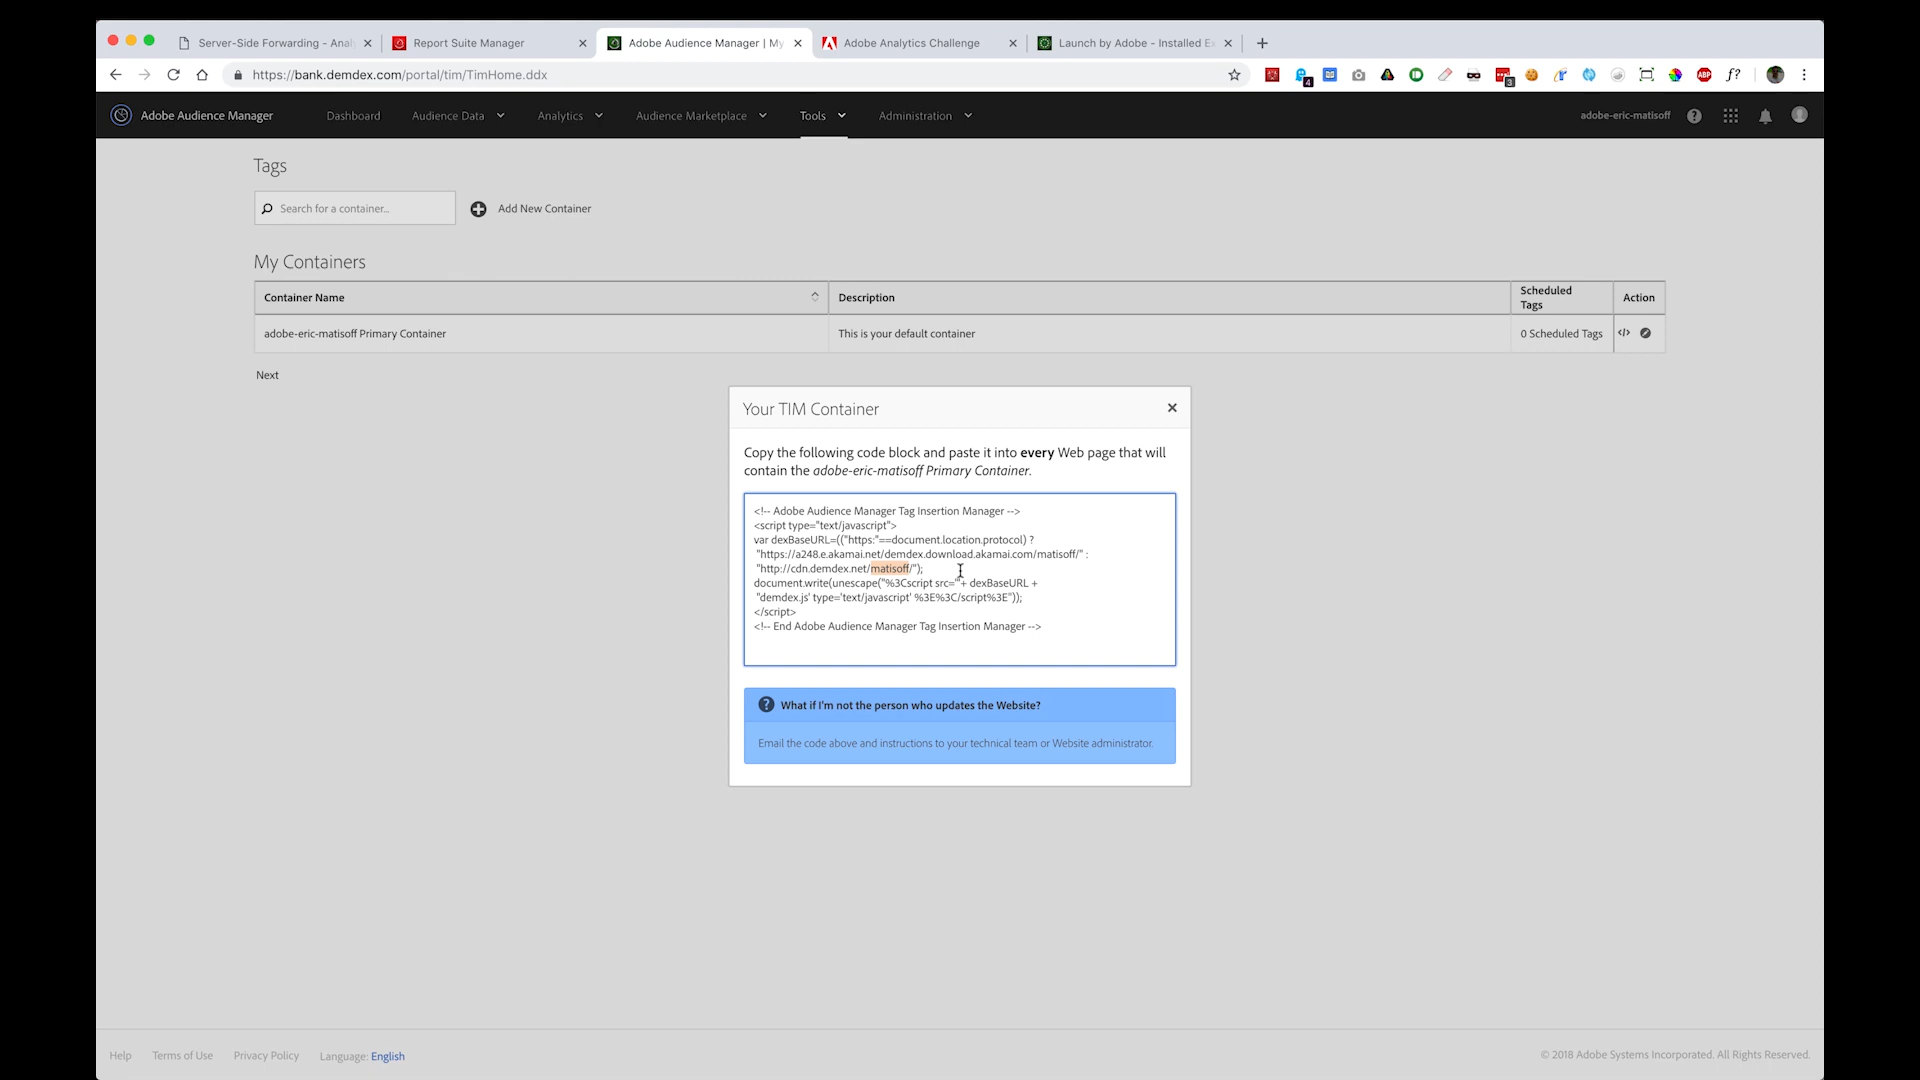 Server-Side Forwarding - Anal
Report Suite Manager
Adobe Audience Manager | My
Adobe Analytics Challenge
Launch by Adobe - Installed Ex
https://bank.demdex.com/portal/tim/TimHome.ddx
4
3
ABP
f?
Adobe Audience Manager
Dashboard
Audience Data
Analytics
Audience Marketplace
Tools
Administration
adobe-eric-matisoff
Tags
Search for a container...
Add New Container
My Containers
Container Name
Description
Scheduled Tags
Action
adobe-eric-matisoff Primary Container
This is your default container
0 Scheduled Tags
</>
Next
Your TIM Container
Copy the following code block and paste it into every Web page that will
contain the adobe-eric-matisoff Primary Container.
<!-- Adobe Audience Manager Tag Insertion Manager -->
<script type="text/javascript">
var dexBaseURL=(("https:"==document.location.protocol) ?
"https://a248.e.akamai.net/demdex.download.akamai.com/matisoff/" :
"http://cdn.demdex.net/matisoff/");
document.write(unescape("%3Cscript src='"+ dexBaseURL +
"demdex.js' type='text/javascript' %3E%3C/script%3E"));
</script>
<!-- End Adobe Audience Manager Tag Insertion Manager -->
What if I'm not the person who updates the Website?
Email the code above and instructions to your technical team or Website administrator.
Help
Terms of Use
Privacy Policy
Language: English
© 2018 Adobe Systems Incorporated. All Rights Reserved.